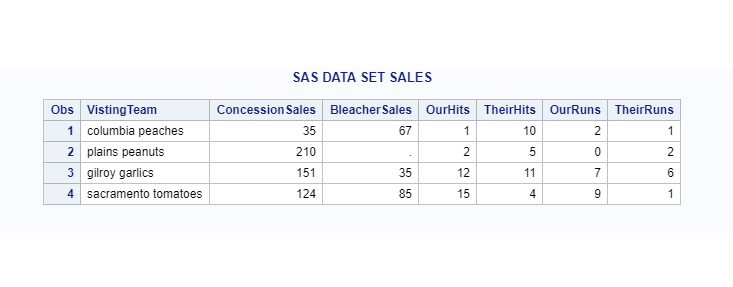 SAS DATA SET SALES
Obs VistingTeam ConcessionSales BleacherSales OurHits TheirHits OurRuns TheirRuns
1 columbia peaches 35 67 1 10 2 1
2 plains peanuts 210 . 2 5 0 2
3 gilroy garlics 151 35 12 11 7 6
4 sacramento tomatoes 124 85 15 4 9 1